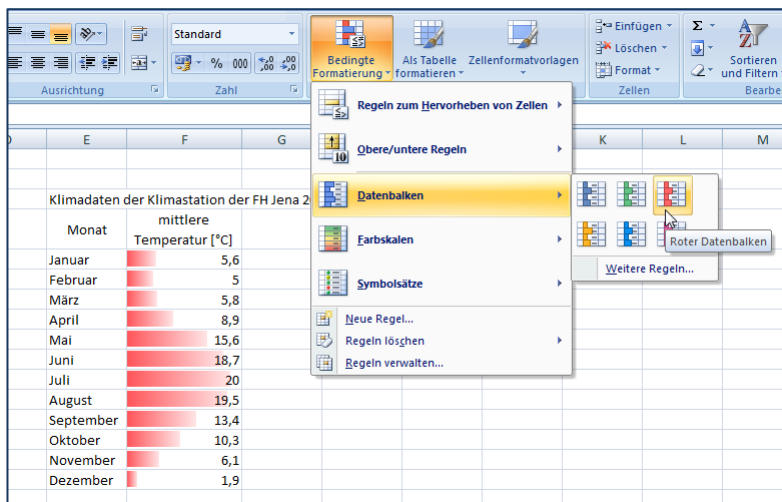 Standard
% 000 ,00 ,0
Ausrichtung
Zahl
Bedingte
Formatierung
Als Tabelle
formatieren
Zellenformatvorlagen
Einfügen
Löschen
Format
Zellen
Σ
A
Z
Sortieren
und Filtern
Bearbe
Regeln zum Hervorheben von Zellen
Obere/untere Regeln
10
Datenbalken
Farbskalen
Symbolsätze
Neue Regel...
Regeln löschen
Regeln verwalten...
Roter Datenbalken
Weitere Regeln...
E F G K L M
Klimadaten der Klimastation der FH Jena 2
Monat
mittlere
Temperatur [°C]
Januar 5,6
Februar 5
März 5,8
April 8,9
Mai 15,6
Juni 18,7
Juli 20
August 19,5
September 13,4
Oktober 10,3
November 6,1
Dezember 1,9